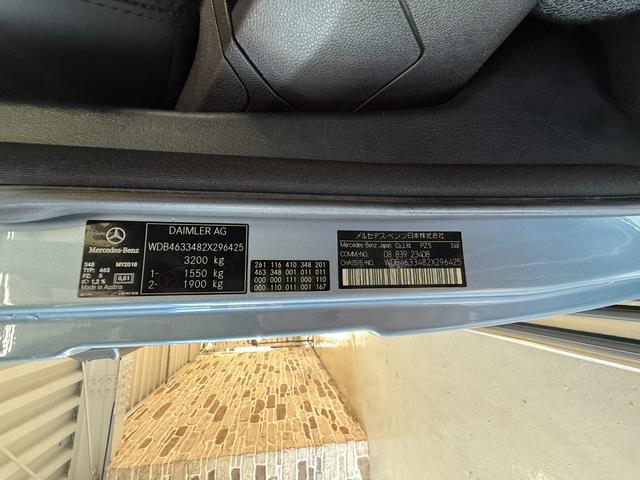 Mercedes-Benz
348 MY2018
TYP: 463
PZ: 5
1,2 %
0,51
Made in Austria
DAIMLER AG
WDB4633482X296425
3200 kg
1- 1550 kg
2- 1900 kg
261 116 410 348 201
463 348 001 011 011
000 000 111 000 110
000 110 011 001 167
メルセデス・ベンツ日本株式会社
Mercedes-Benz Japan Co.,Ltd. PZ5 348
COMM-NO. 08 839 23408
CHASSIS-NO. WDB4633482X296425